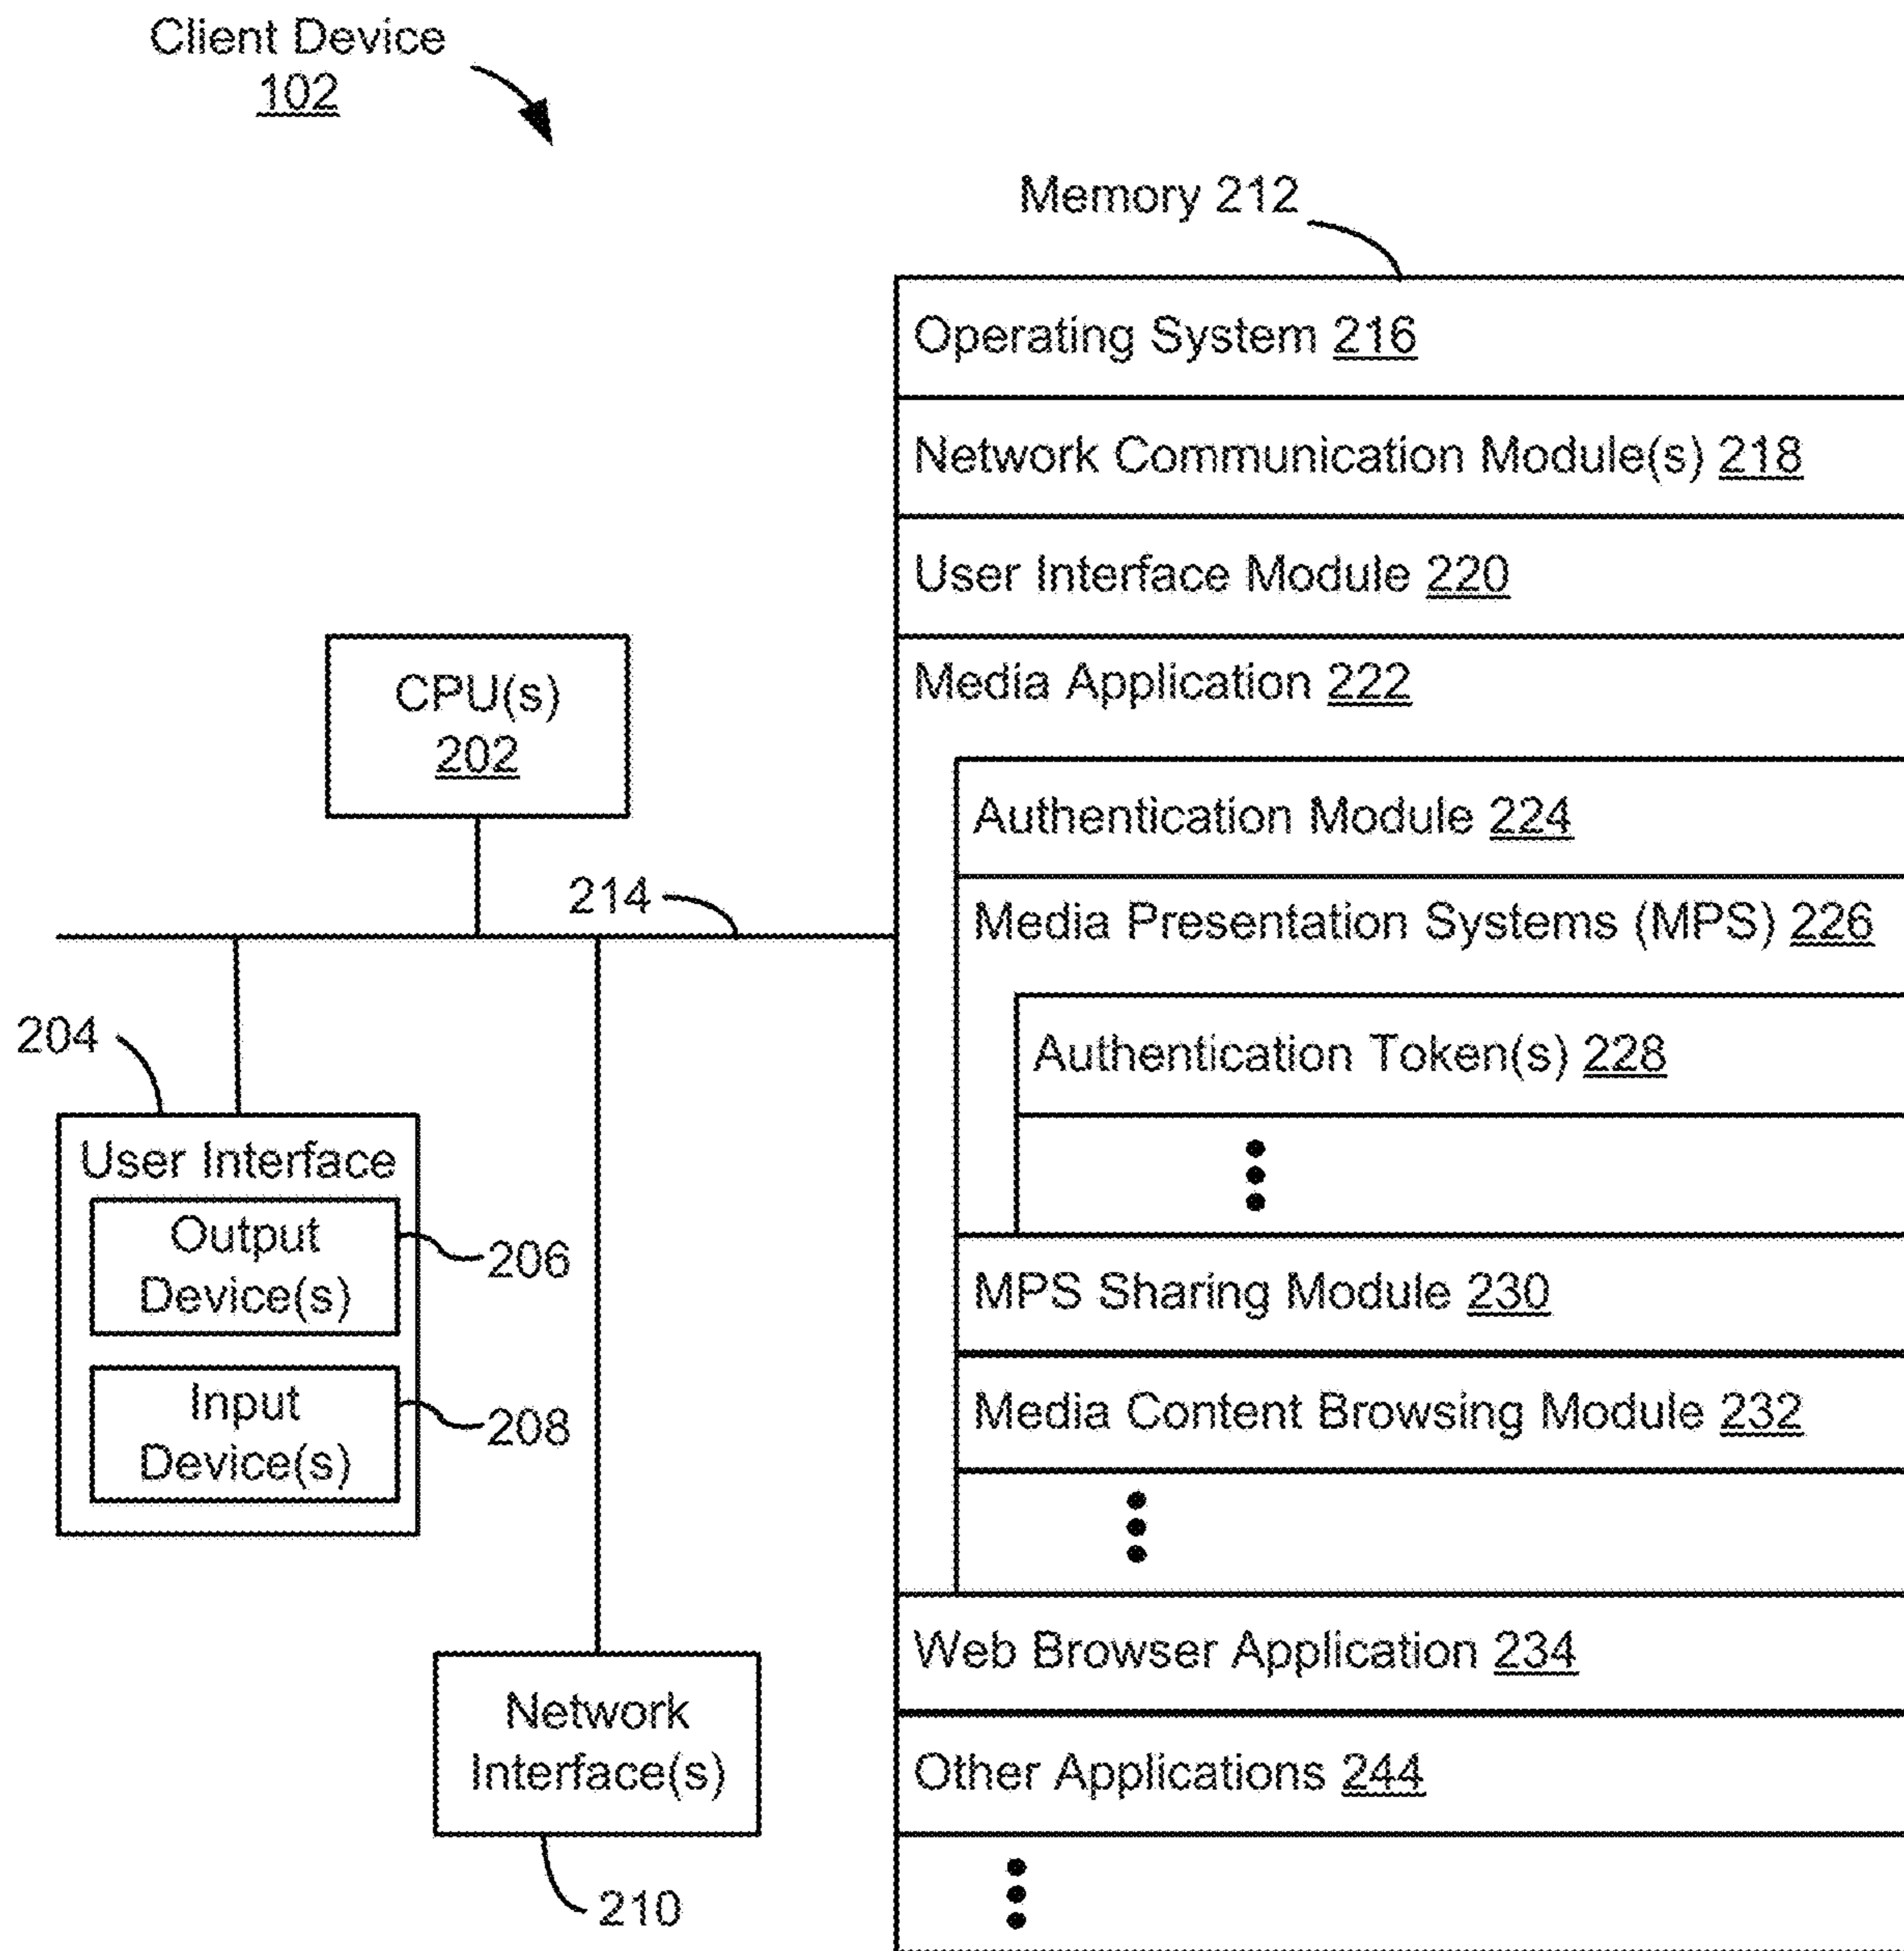 Client Device
102
Memory 212
Operating System 216
Network Communication Module(s) 218
User Interface Module 220
Media Application 222
Authentication Module 224
Media Presentation Systems (MPS) 226
Authentication Token(s) 228
MPS Sharing Module 230
Media Content Browsing Module 232
Web Browser Application 234
Other Applications 244
CPU(s)
202
214
204
User Interface
Output
Device(s)
206
Input
Device(s)
208
Network
Interface(s)
210